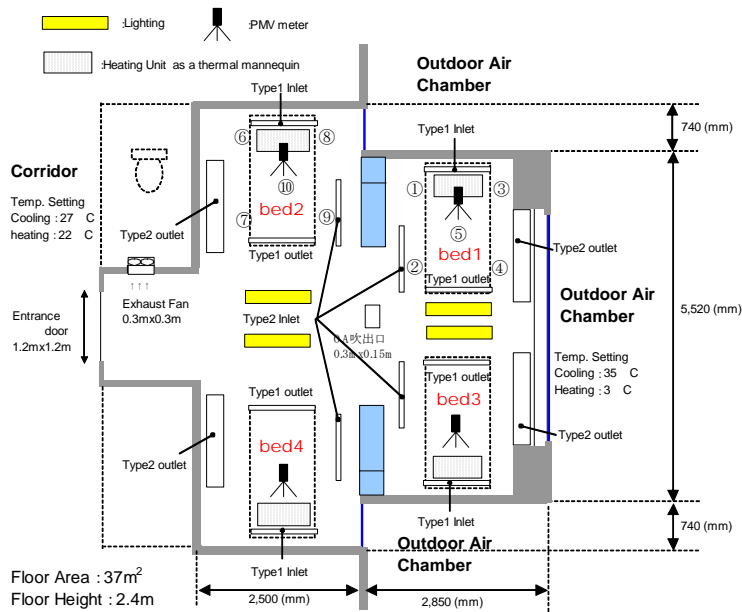 :Lighting
:PMV meter
:Heating Unit as a thermal mannequin
Outdoor Air
Chamber
Type1 Inlet
740 (mm)
Type1 Inlet
⑥
⑧
Corridor
⑩
①
③
Temp. Setting
Cooling : 27 C
heating : 22 C
⑦
bed2
⑨
⑤
Type2 outlet
bed1
Type2 outlet
Type1 outlet
②
④
Type1 outlet
Outdoor Air
Chamber
Exhaust Fan
0.3mx0.3m
Entrance
door
1.2mx1.2m
Type2 Inlet
OA吹出口
0.3m x0.15m
5,520 (mm)
Temp. Setting
Cooling : 35 C
Heating : 3 C
Type1 outlet
Type1 outlet
bed3
bed4
Type2 outlet
Type2 outlet
Type1 Inlet
740 (mm)
Outdoor Air
Chamber
Type1 Inlet
Floor Area : 37m²
Floor Height : 2.4m
2,500 (mm)
2,850 (mm)